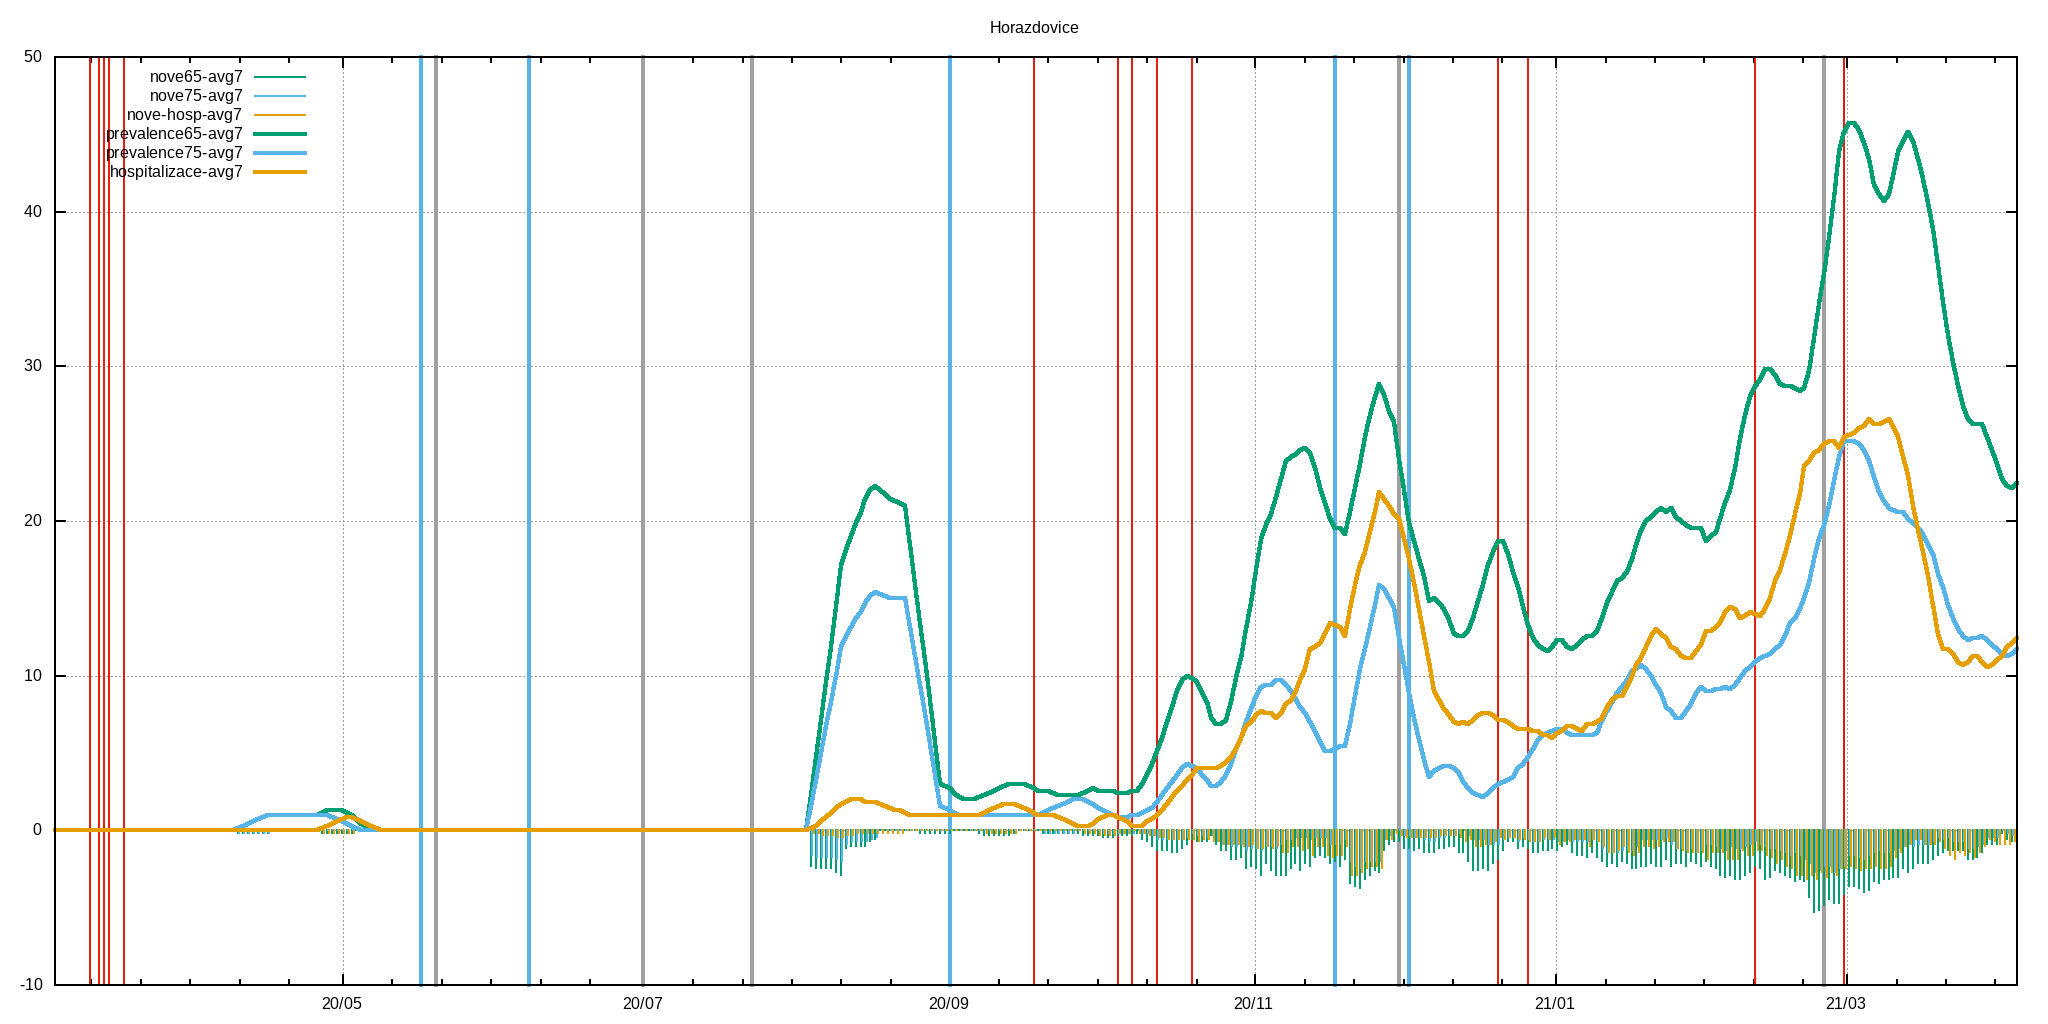 Horazdovice
50
nove65-avg7
nove75-avg7
nove-hosp-avg7
prevalence65-avg7
prevalence75-avg7
hospitalizace-avg7
40
30
20
10
0
-10
20/05 20/07 20/09 20/11 21/01 21/03